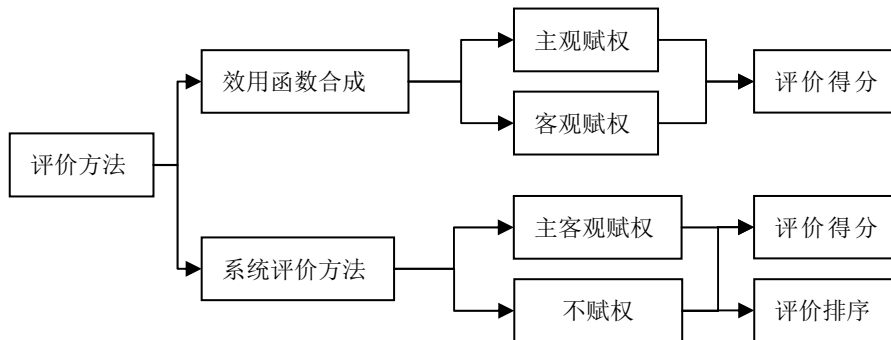 评价方法
效用函数合成
系统评价方法
主观赋权
客观赋权
主客观赋权
不赋权
评价得分
评价得分
评价排序